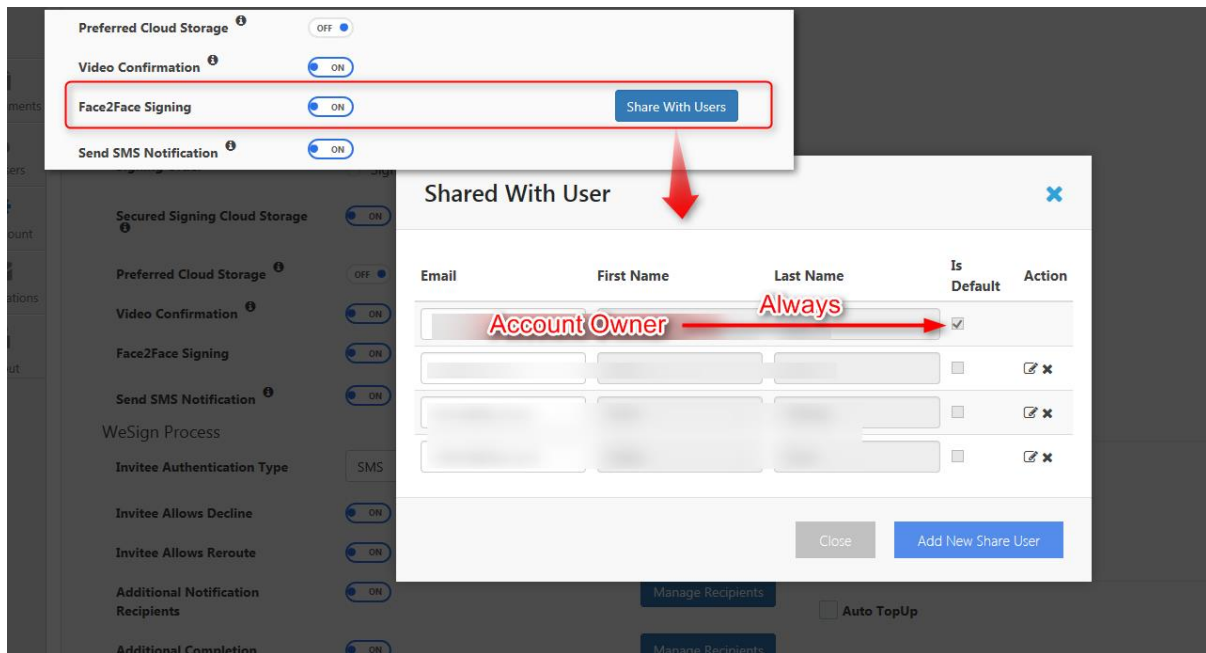 Preferred Cloud Storage
OFF
Video Confirmation
ON
Face2Face Signing
ON
Share With Users
Send SMS Notification
ON
Shared With User
Email
First Name
Last Name
Is Default
Action
Account Owner
Always
Close
Add New Share User
Secured Signing Cloud Storage
ON
Preferred Cloud Storage
OFF
Video Confirmation
ON
Face2Face Signing
ON
Send SMS Notification
ON
WeSign Process
Invitee Authentication Type
SMS
Invitee Allows Decline
ON
Invitee Allows Reroute
ON
Additional Notification
Recipients
ON
Manage Recipients
Auto TopUp
Additional Completion
ON
Manage Recipients